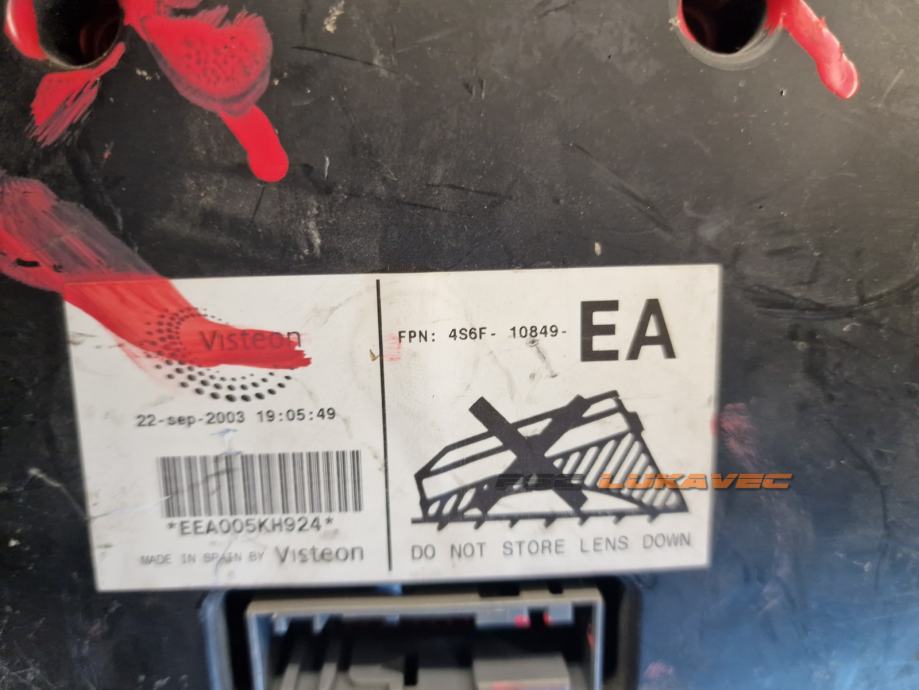 Visteon
22-sep-2003 19:05:49
*EEA005KH924*
MADE IN SPAIN BY Visteon
FPN: 4S6F- 10849- EA
DO NOT STORE LENS DOWN
LUKAVEC